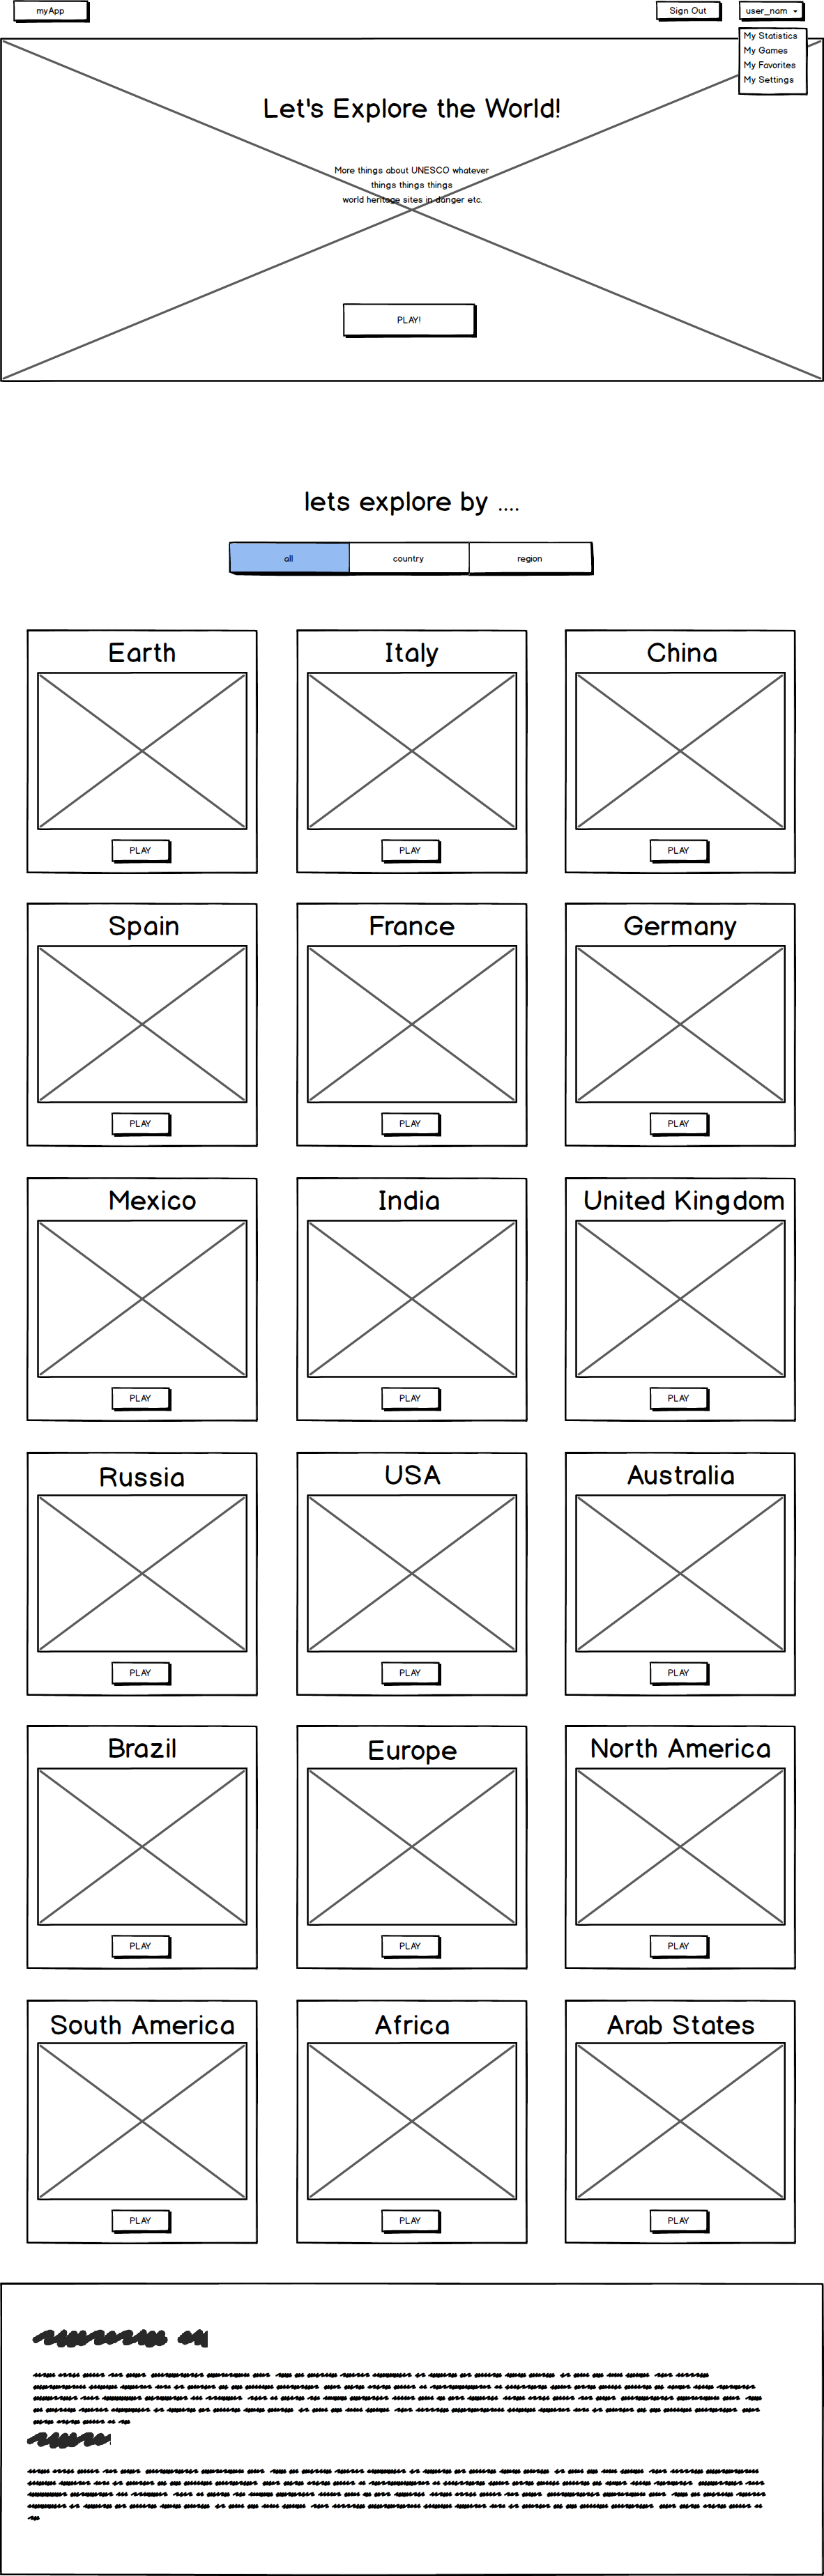 myApp
Sign Out
user_nam
My Statistics
My Games
My Favorites
My Settings
Let's Explore the World!
More things about UNESCO whatever
things things things
world heritage sites in danger etc.
PLAY!
lets explore by ....
all
country
region
Earth
Italy
China
PLAY
PLAY
PLAY
Spain
France
Germany
PLAY
PLAY
PLAY
Mexico
India
United Kingdom
PLAY
PLAY
PLAY
Russia
USA
Australia
PLAY
PLAY
PLAY
Brazil
Europe
North America
PLAY
PLAY
PLAY
South America
Africa
Arab States
PLAY
PLAY
PLAY